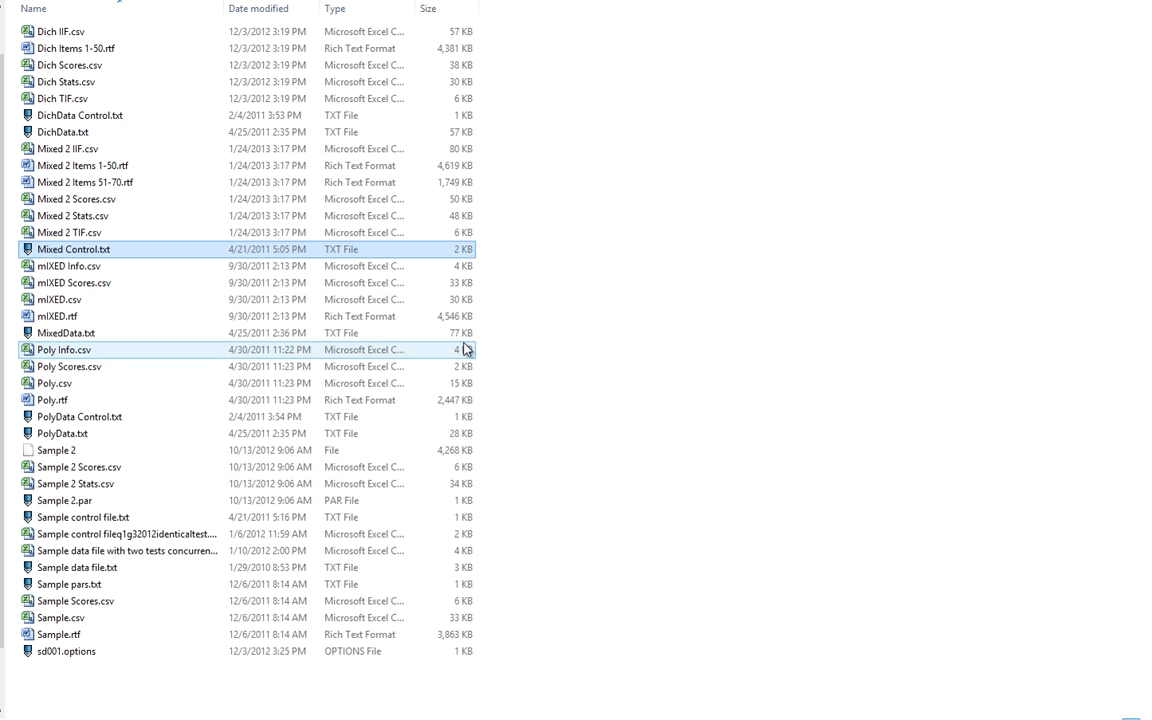 Name Date modified Type Size
Dich IIF.csv 12/3/2012 3:19 PM Microsoft Excel C... 57 KB
Dich Items 1-50.rtf 12/3/2012 3:19 PM Rich Text Format 4,381 KB
Dich Scores.csv 12/3/2012 3:19 PM Microsoft Excel C... 38 KB
Dich Stats.csv 12/3/2012 3:19 PM Microsoft Excel C... 30 KB
Dich TIF.csv 12/3/2012 3:19 PM Microsoft Excel C... 6 KB
DichData Control.txt 2/4/2011 3:53 PM TXT File 1 KB
DichData.txt 4/25/2011 2:35 PM TXT File 57 KB
Mixed 2 IIF.csv 1/24/2013 3:17 PM Microsoft Excel C... 80 KB
Mixed 2 Items 1-50.rtf 1/24/2013 3:17 PM Rich Text Format 4,619 KB
Mixed 2 Items 51-70.rtf 1/24/2013 3:17 PM Rich Text Format 1,749 KB
Mixed 2 Scores.csv 1/24/2013 3:17 PM Microsoft Excel C... 50 KB
Mixed 2 Stats.csv 1/24/2013 3:17 PM Microsoft Excel C... 48 KB
Mixed 2 TIF.csv 1/24/2013 3:17 PM Microsoft Excel C... 6 KB
Mixed Control.txt 4/21/2011 5:05 PM TXT File 2 KB
mIXED Info.csv 9/30/2011 2:13 PM Microsoft Excel C... 4 KB
mIXED Scores.csv 9/30/2011 2:13 PM Microsoft Excel C... 33 KB
mIXED.csv 9/30/2011 2:13 PM Microsoft Excel C... 30 KB
mIXED.rtf 9/30/2011 2:13 PM Rich Text Format 4,546 KB
MixedData.txt 4/25/2011 2:36 PM TXT File 77 KB
Poly Info.csv 4/30/2011 11:22 PM Microsoft Excel C... 4
Poly Scores.csv 4/30/2011 11:23 PM Microsoft Excel C... 2 KB
Poly.csv 4/30/2011 11:23 PM Microsoft Excel C... 15 KB
Poly.rtf 4/30/2011 11:23 PM Rich Text Format 2,447 KB
PolyData Control.txt 2/4/2011 3:54 PM TXT File 1 KB
PolyData.txt 4/25/2011 2:35 PM TXT File 28 KB
Sample 2 10/13/2012 9:06 AM File 4,268 KB
Sample 2 Scores.csv 10/13/2012 9:06 AM Microsoft Excel C... 6 KB
Sample 2 Stats.csv 10/13/2012 9:06 AM Microsoft Excel C... 34 KB
Sample 2.par 10/13/2012 9:06 AM PAR File 1 KB
Sample control file.txt 4/21/2011 5:16 PM TXT File 1 KB
Sample control fileq1g32012identicaltest.... 1/6/2012 11:59 AM Microsoft Excel C... 2 KB
Sample data file with two tests concurren... 1/10/2012 2:00 PM Microsoft Excel C... 4 KB
Sample data file.txt 1/29/2010 8:53 PM TXT File 3 KB
Sample pars.txt 12/6/2011 8:14 AM TXT File 1 KB
Sample Scores.csv 12/6/2011 8:14 AM Microsoft Excel C... 6 KB
Sample.csv 12/6/2011 8:14 AM Microsoft Excel C... 33 KB
Sample.rtf 12/6/2011 8:14 AM Rich Text Format 3,863 KB
sd001.options 12/3/2012 3:25 PM OPTIONS File 1 KB